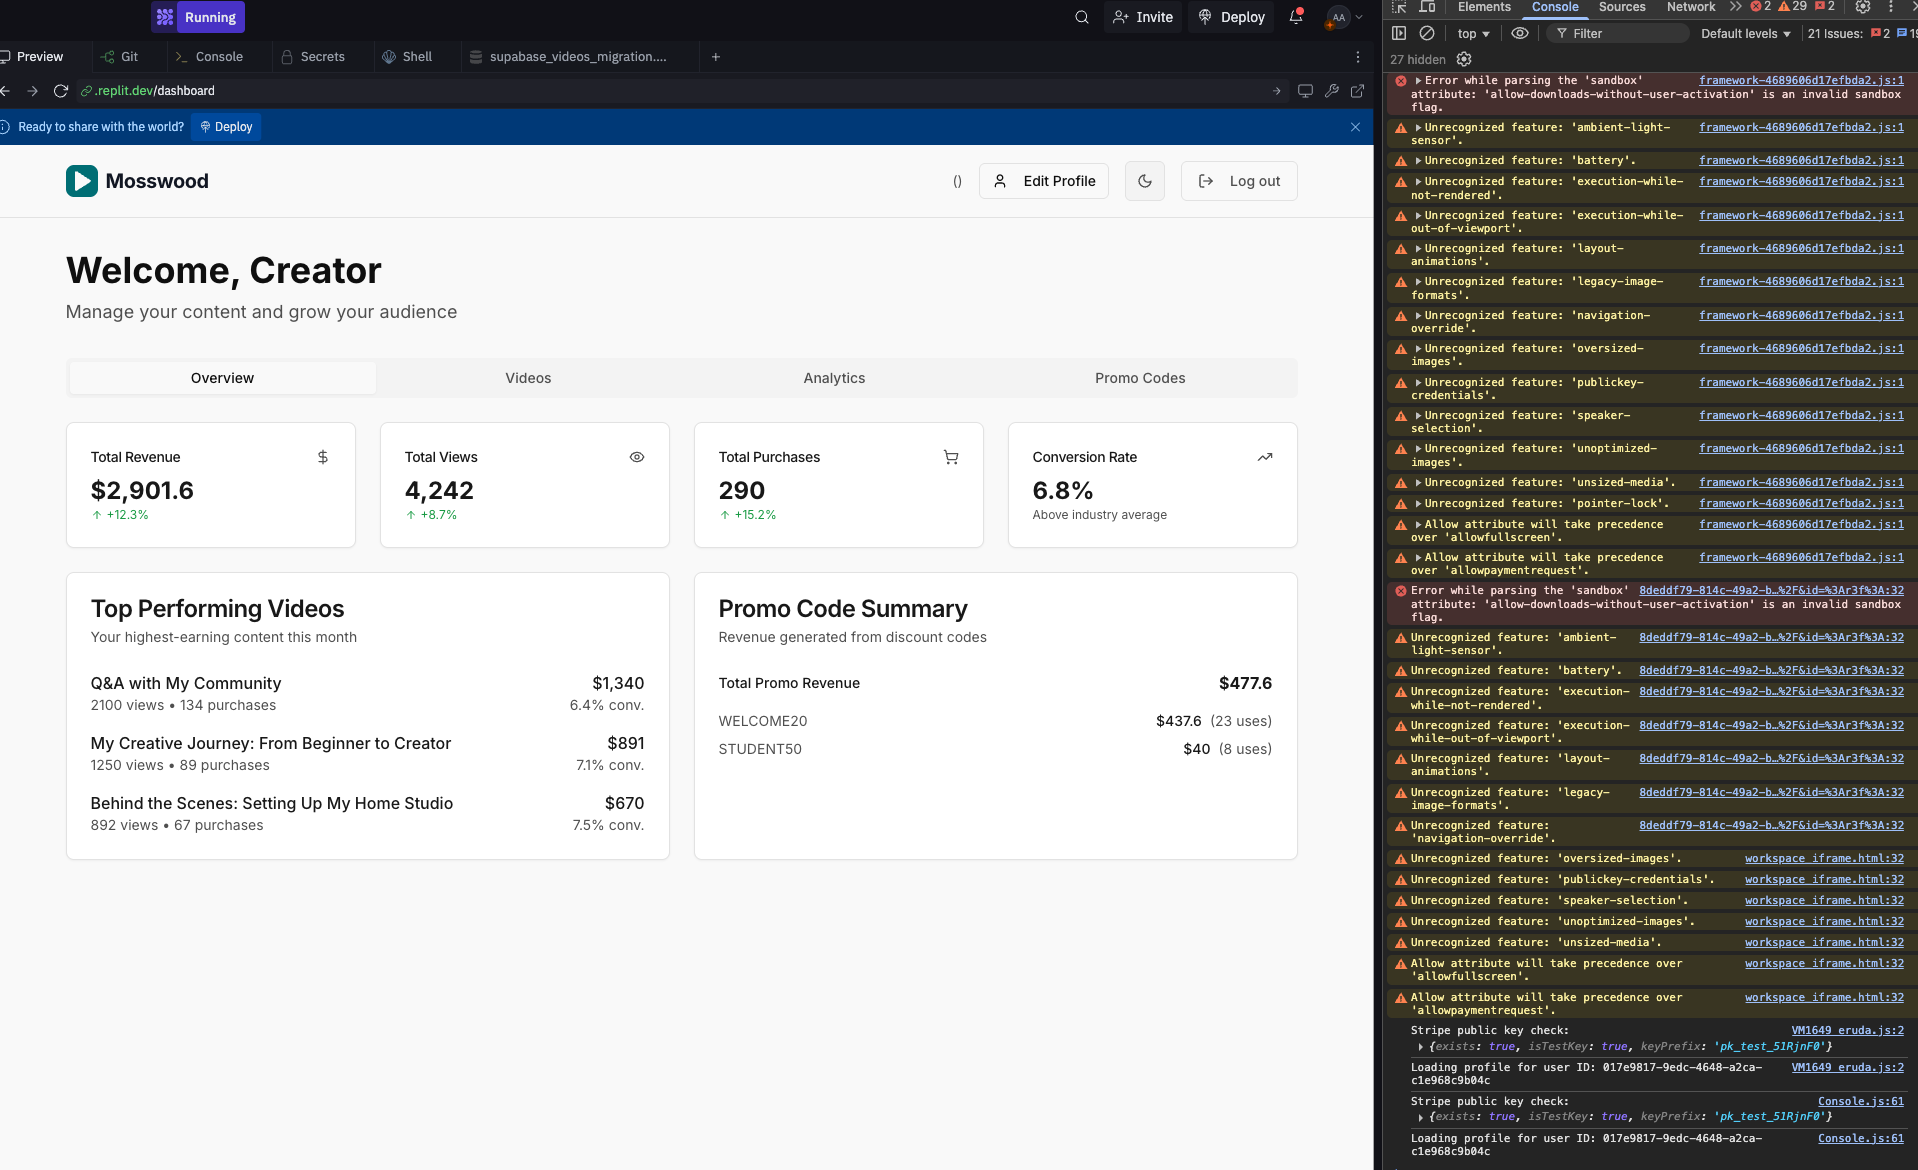 Running
Invite
Deploy
AA
Preview
Git
Console
Secrets
Shell
supabase_videos_migration....
.replit.dev/dashboard
Ready to share with the world?
Deploy
Mosswood
()
Edit Profile
Log out
Welcome, Creator
Manage your content and grow your audience
Overview
Videos
Analytics
Promo Codes
Total Revenue
$2,901.6
+12.3%
Total Views
4,242
+8.7%
Total Purchases
290
+15.2%
Conversion Rate
6.8%
Above industry average
Top Performing Videos
Your highest-earning content this month
Q&A with My Community $1,340
2100 views • 134 purchases 6.4% conv.
My Creative Journey: From Beginner to Creator $891
1250 views • 89 purchases 7.1% conv.
Behind the Scenes: Setting Up My Home Studio $670
892 views • 67 purchases 7.5% conv.
Promo Code Summary
Revenue generated from discount codes
Total Promo Revenue $477.6
WELCOME20 $437.6 (23 uses)
STUDENT50 $40 (8 uses)
Elements Console Sources Network 2 29 2
top Filter Default levels 21 Issues: 2 19
27 hidden
Error while parsing the 'sandbox' framework-4689606d17efbda2.js:1
attribute: 'allow-downloads-without-user-activation' is an invalid sandbox
flag.
Unrecognized feature: 'ambient-light- framework-4689606d17efbda2.js:1
sensor'.
Unrecognized feature: 'battery'. framework-4689606d17efbda2.js:1
Unrecognized feature: 'execution-while- framework-4689606d17efbda2.js:1
not-rendered'.
Unrecognized feature: 'execution-while- framework-4689606d17efbda2.js:1
out-of-viewport'.
Unrecognized feature: 'layout- framework-4689606d17efbda2.js:1
animations'.
Unrecognized feature: 'legacy-image- framework-4689606d17efbda2.js:1
formats'.
Unrecognized feature: 'navigation- framework-4689606d17efbda2.js:1
override'.
Unrecognized feature: 'oversized- framework-4689606d17efbda2.js:1
images'.
Unrecognized feature: 'publickey- framework-4689606d17efbda2.js:1
credentials'.
Unrecognized feature: 'speaker- framework-4689606d17efbda2.js:1
selection'.
Unrecognized feature: 'unoptimized- framework-4689606d17efbda2.js:1
images'.
Unrecognized feature: 'unsized-media'. framework-4689606d17efbda2.js:1
Unrecognized feature: 'pointer-lock'. framework-4689606d17efbda2.js:1
Allow attribute will take precedence framework-4689606d17efbda2.js:1
over 'allowfullscreen'.
Allow attribute will take precedence framework-4689606d17efbda2.js:1
over 'allowpaymentrequest'.
Error while parsing the 'sandbox' 8deddf79-814c-49a2-b…%2F&id=%3Ar3f%3A:32
attribute: 'allow-downloads-without-user-activation' is an invalid sandbox
flag.
Unrecognized feature: 'ambient- 8deddf79-814c-49a2-b…%2F&id=%3Ar3f%3A:32
light-sensor'.
Unrecognized feature: 'battery'. 8deddf79-814c-49a2-b…%2F&id=%3Ar3f%3A:32
Unrecognized feature: 'execution- 8deddf79-814c-49a2-b…%2F&id=%3Ar3f%3A:32
while-not-rendered'.
Unrecognized feature: 'execution- 8deddf79-814c-49a2-b…%2F&id=%3Ar3f%3A:32
while-out-of-viewport'.
Unrecognized feature: 'layout- 8deddf79-814c-49a2-b…%2F&id=%3Ar3f%3A:32
animations'.
Unrecognized feature: 'legacy- 8deddf79-814c-49a2-b…%2F&id=%3Ar3f%3A:32
image-formats'.
Unrecognized feature: 8deddf79-814c-49a2-b…%2F&id=%3Ar3f%3A:32
'navigation-override'.
Unrecognized feature: 'oversized-images'. workspace_iframe.html:32
Unrecognized feature: 'publickey-credentials'. workspace_iframe.html:32
Unrecognized feature: 'speaker-selection'. workspace_iframe.html:32
Unrecognized feature: 'unoptimized-images'. workspace_iframe.html:32
Unrecognized feature: 'unsized-media'. workspace_iframe.html:32
Allow attribute will take precedence over workspace_iframe.html:32
'allowfullscreen'.
Allow attribute will take precedence over workspace_iframe.html:32
'allowpaymentrequest'.
Stripe public key check: VM1649 eruda.js:2
{exists: true, isTestKey: true, keyPrefix: 'pk_test_51RjnF0'}
Loading profile for user ID: 017e9817-9edc-4648-a2ca- VM1649 eruda.js:2
c1e968c9b04c
Stripe public key check: Console.js:61
{exists: true, isTestKey: true, keyPrefix: 'pk_test_51RjnF0'}
Loading profile for user ID: 017e9817-9edc-4648-a2ca- Console.js:61
c1e968c9b04c